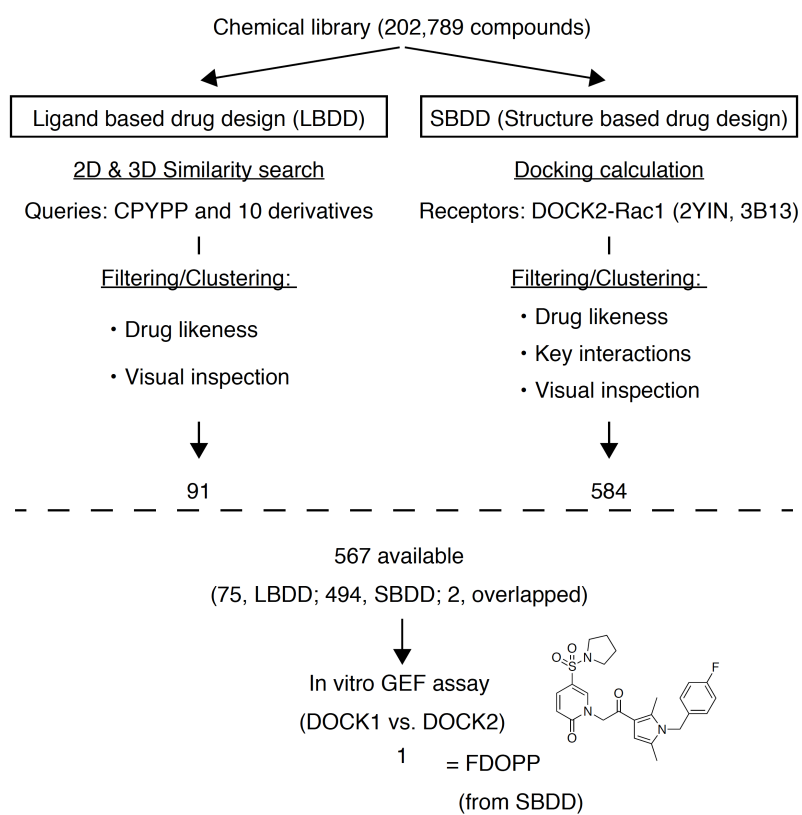 Chemical library (202,789 compounds)
Ligand based drug design (LBDD)
2D & 3D Similarity search
Queries: CPYPP and 10 derivatives
Filtering/Clustering:
・Drug likeness
・Visual inspection
91
SBDD (Structure based drug design)
Docking calculation
Receptors: DOCK2-Rac1 (2YIN, 3B13)
Filtering/Clustering:
・Drug likeness
・Key interactions
・Visual inspection
584
567 available
(75, LBDD; 494, SBDD; 2, overlapped)
In vitro GEF assay
(DOCK1 vs. DOCK2)
1
= FDOPP
(from SBDD)
O
O
S
N
N
O
O
N
F